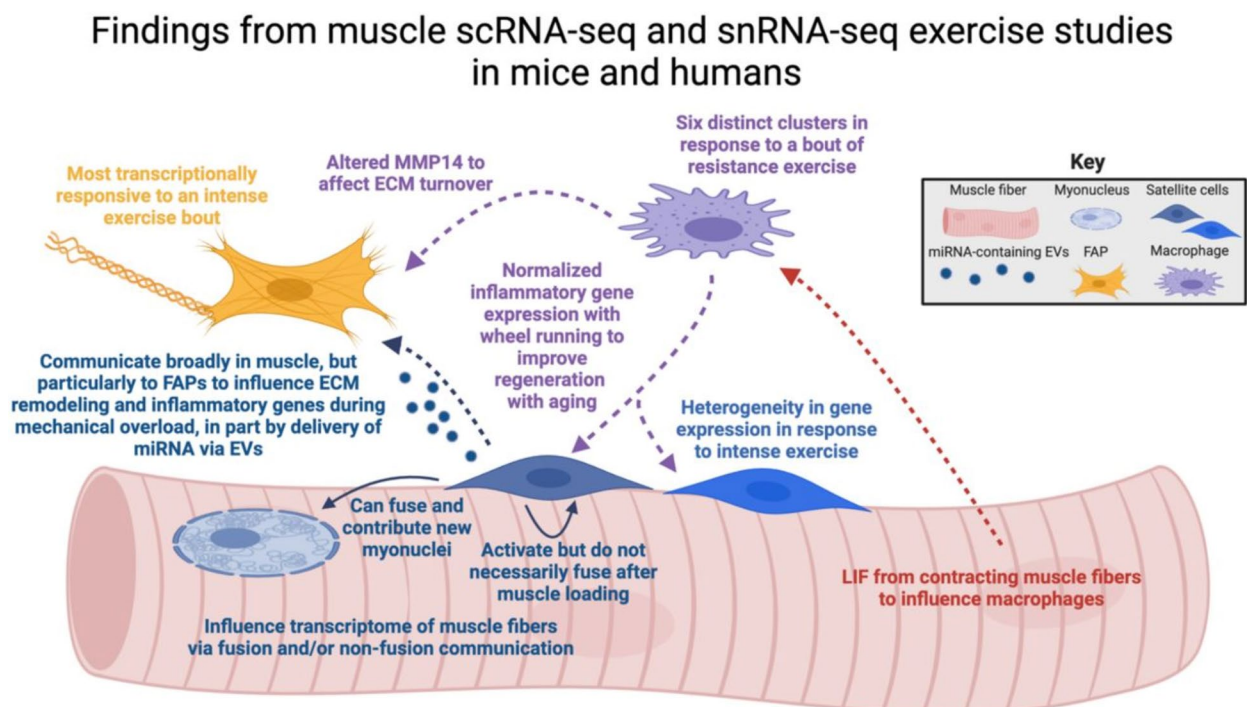 Findings from muscle scRNA-seq and snRNA-seq exercise studies
in mice and humans
Most transcriptionally
responsive to an intense
exercise bout
Altered MMP14 to
affect ECM turnover
Six distinct clusters in
response to a bout of
resistance exercise
Key
Muscle fiber
Myonucleus
Satellite cells
miRNA-containing EVs
FAP
Macrophage
Normalized
inflammatory gene
expression with
wheel running to
improve
regeneration
with aging
Communicate broadly in muscle, but
particularly to FAPs to influence ECM
remodeling and inflammatory genes during
mechanical overload, in part by delivery of
miRNA via EVs
Heterogeneity in gene
expression in response
to intense exercise
Can fuse and
contribute new
myonuclei
Activate but do not
necessarily fuse after
muscle loading
LIF from contracting muscle fibers
to influence macrophages
Influence transcriptome of muscle fibers
via fusion and/or non-fusion communication